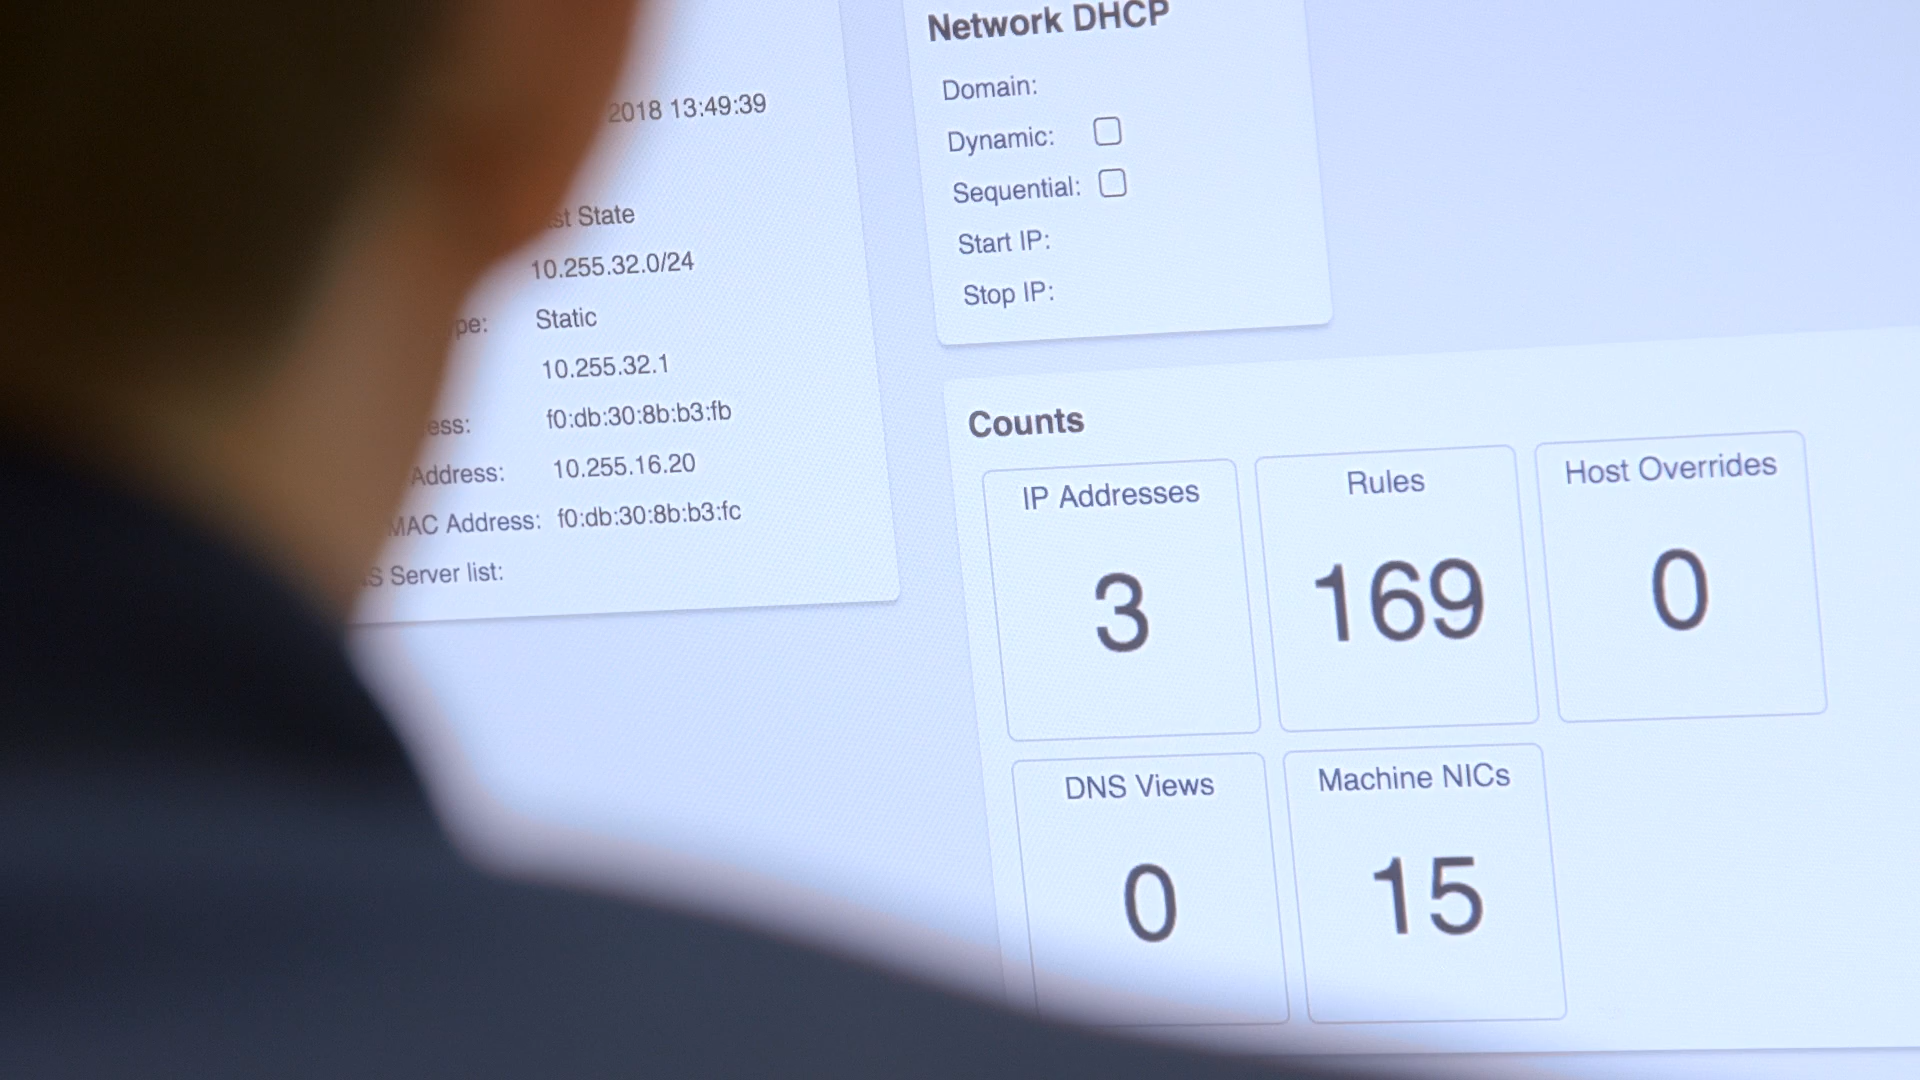 2018 13:49:39
State
10.255.32.0/24
Static
10.255.32.1
f0:db:30:8b:b3:fb
Address: 10.255.16.20
MAC Address: f0:db:30:8b:b3:fc
Server list:
Network DHCP
Domain:
Dynamic:
Sequential:
Start IP:
Stop IP:
Counts
IP Addresses
3
Rules
169
Host Overrides
0
DNS Views
0
Machine NICs
15